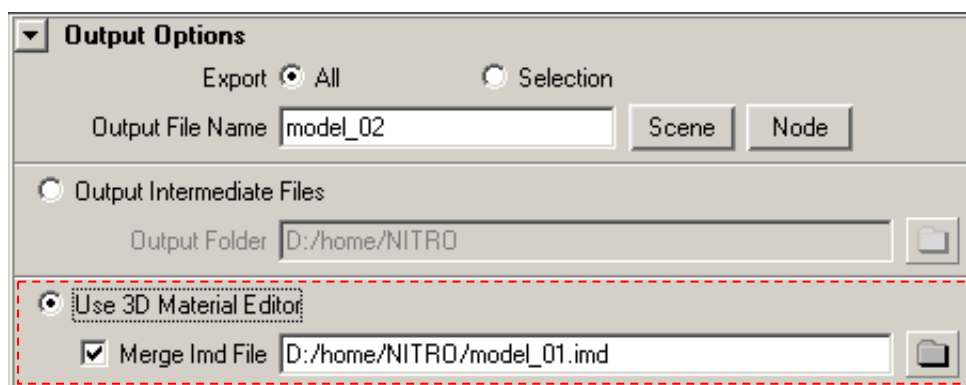 Output Options
Export All Selection
Output File Name model_02 Scene Node
Output Intermediate Files
Output Folder D:/home/NITRO
Use 3D Material Editor
Merge Imd File D:/home/NITRO/model_01.imd